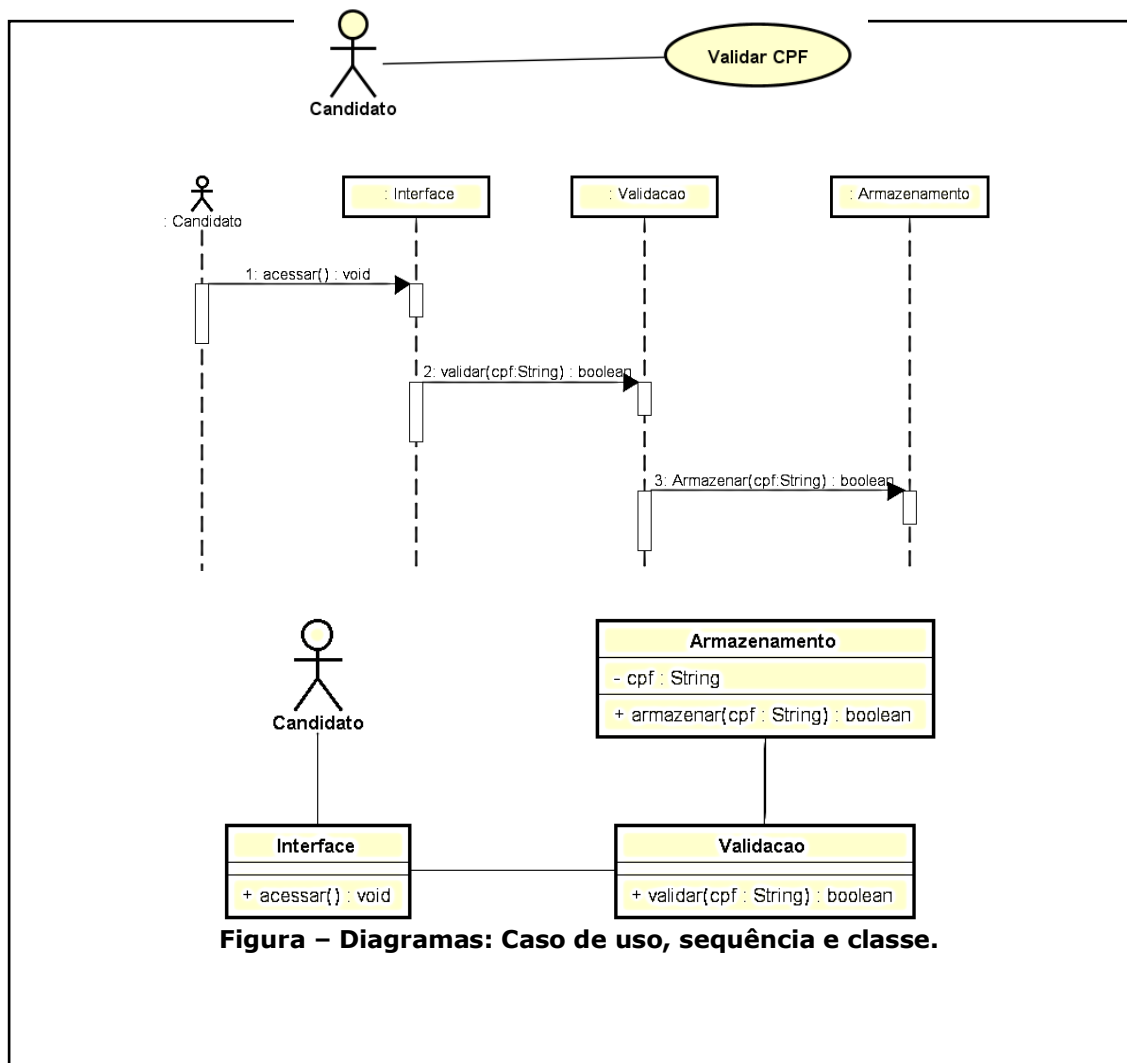 Validar CPF
Candidato
: Candidato
: Interface
: Validacao
: Armazenamento
1: acessar() : void
2: validar(cpf:String) : boolean
3: Armazenar(cpf:String) : boolean
Candidato
Armazenamento
- cpf : String
+ armazenar(cpf : String) : boolean
Interface
+ acessar() : void
Validacao
+ validar(cpf : String) : boolean
Figura – Diagramas: Caso de uso, sequência e classe.